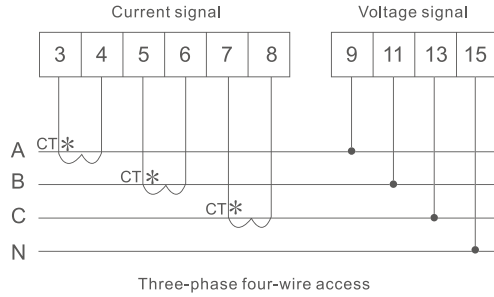 Current signal Voltage signal
3 4 5 6 7 8 9 11 13 15
A CT *
B CT *
C CT *
N
Three-phase four-wire access